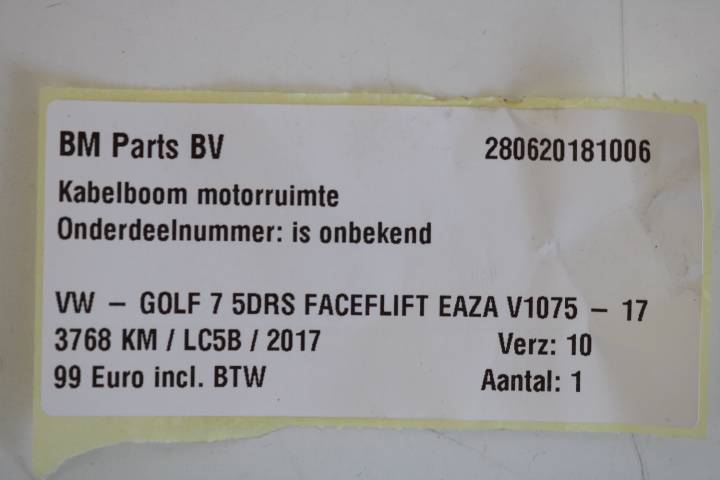 BM Parts BV 280620181006
Kabelboom motorruimte
Onderdeelnummer: is onbekend
VW – GOLF 7 5DRS FACEFLIFT EAZA V1075 – 17
3768 KM / LC5B / 2017 Verz: 10
99 Euro incl. BTW Aantal: 1